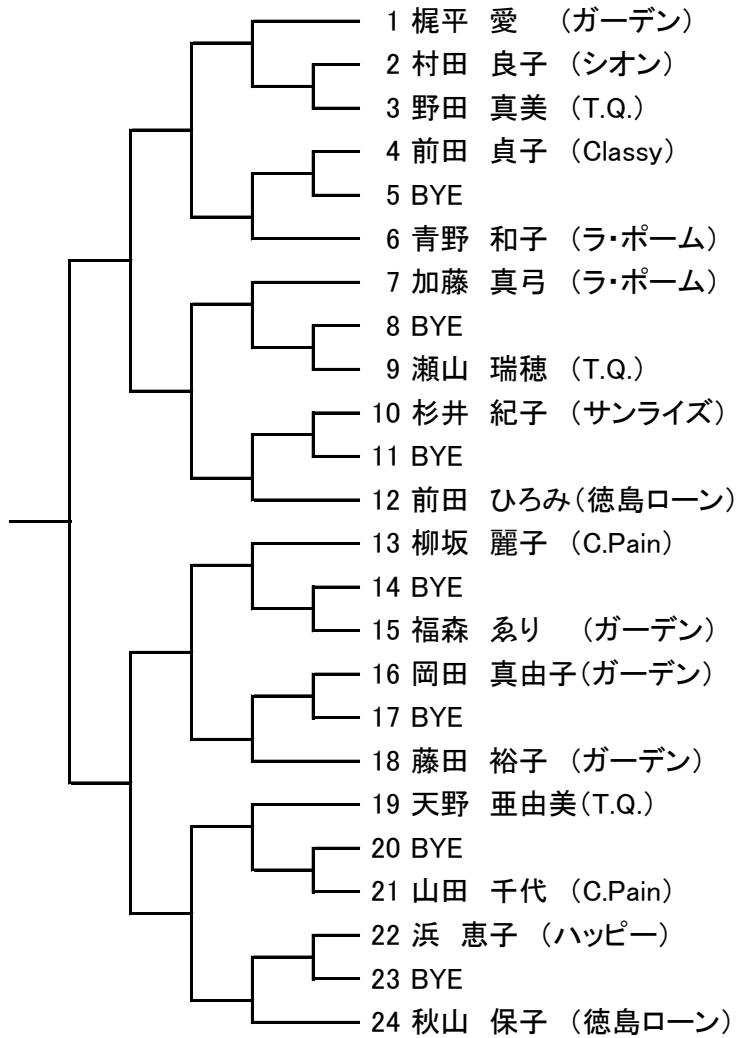 1 梶平 愛 (ガーデン)
2 村田 良子 (シオン)
3 野田 真美 (T.Q.)
4 前田 貞子 (Classy)
5 BYE
6 青野 和子 (ラ・ポーム)
7 加藤 真弓 (ラ・ポーム)
8 BYE
9 瀬山 瑞穂 (T.Q.)
10 杉井 紀子 (サンライズ)
11 BYE
12 前田 ひろみ(徳島ローン)
13 柳坂 麗子 (C.Pain)
14 BYE
15 福森 ゑり (ガーデン)
16 岡田 真由子(ガーデン)
17 BYE
18 藤田 裕子 (ガーデン)
19 天野 亜由美(T.Q.)
20 BYE
21 山田 千代 (C.Pain)
22 浜 恵子 (ハッピー)
23 BYE
24 秋山 保子 (徳島ローン)